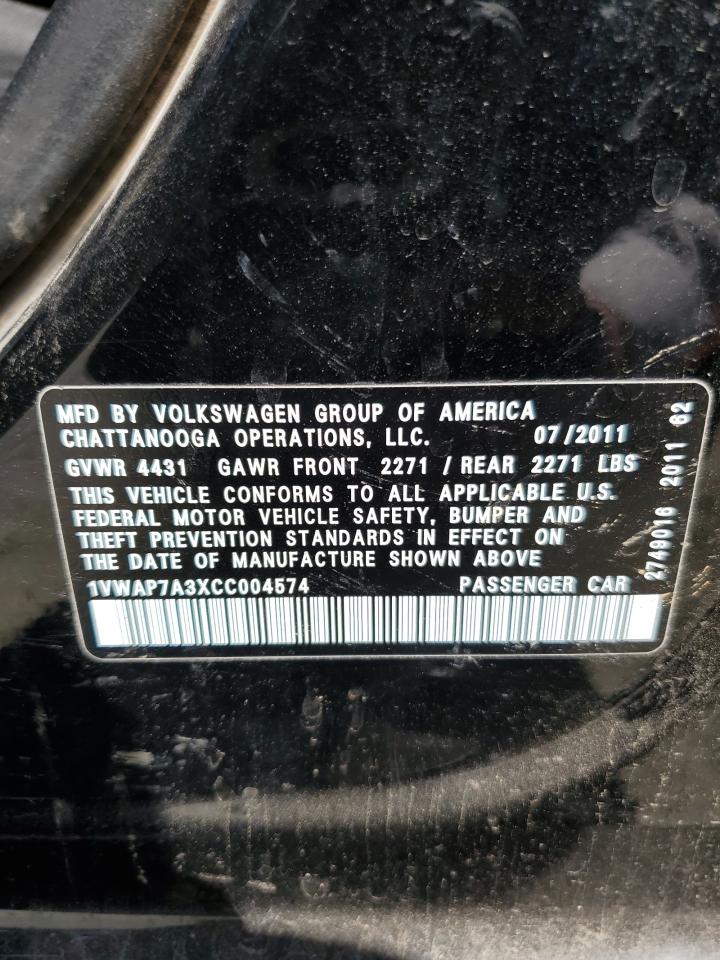 MFD BY VOLKSWAGEN GROUP OF AMERICA
CHATTANOOGA OPERATIONS, LLC. 07/2011
GVWR 4431 GAWR FRONT 2271 / REAR 2271 LBS
THIS VEHICLE CONFORMS TO ALL APPLICABLE U.S.
FEDERAL MOTOR VEHICLE SAFETY, BUMPER AND
THEFT PREVENTION STANDARDS IN EFFECT ON
THE DATE OF MANUFACTURE SHOWN ABOVE
1VWAP7A3XCC004574 PASSENGER CAR
2749016 2011 62